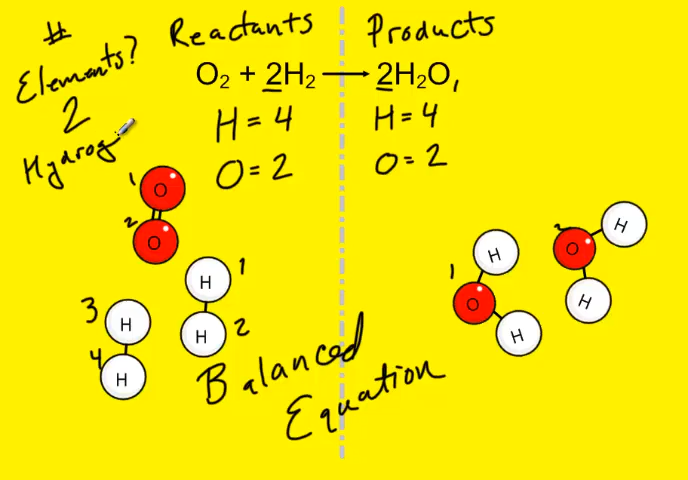 #
Elements?
2
Hydrog
Reactants
Products
O₂ + 2H₂ → 2H₂O,
H = 4
O = 2
H = 4
O = 2
1
O
2
O
H
1
H
2
3
H
4
H
1
H
O
H
2
O
H
H
Balanced
Equation